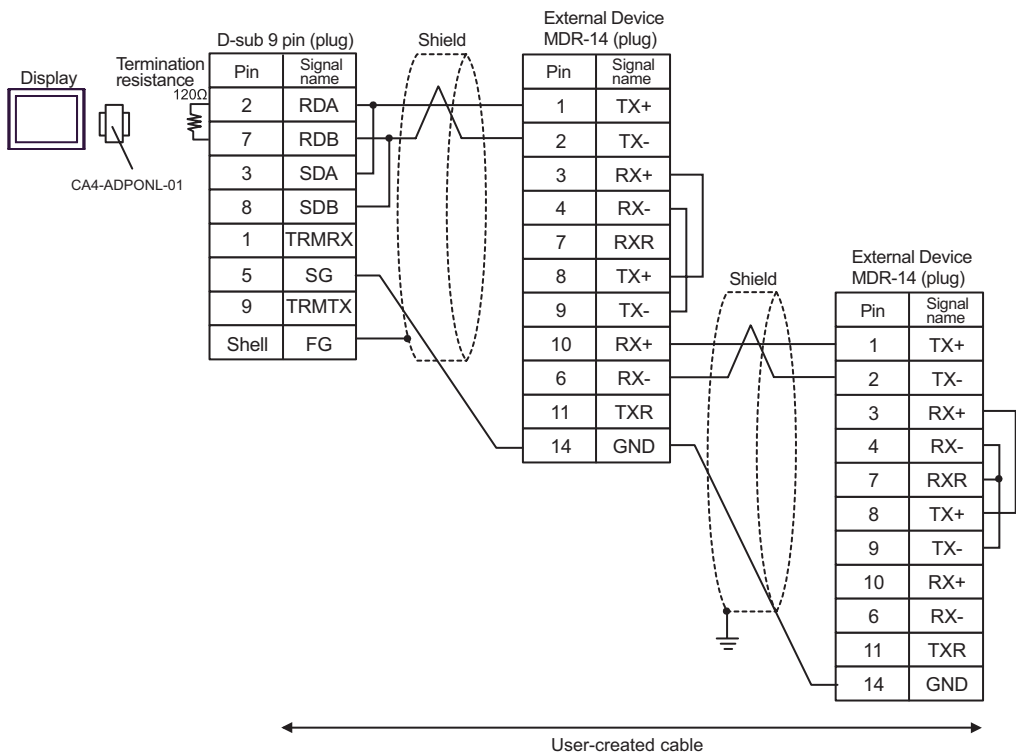 Display
CA4-ADPONL-01
Termination
resistance
120Ω
D-sub 9 pin (plug)
Pin Signal name
2 RDA
7 RDB
3 SDA
8 SDB
1 TRMRX
5 SG
9 TRMTX
Shell FG
Shield
External Device
MDR-14 (plug)
Pin Signal name
1 TX+
2 TX-
3 RX+
4 RX-
7 RXR
8 TX+
9 TX-
10 RX+
6 RX-
11 TXR
14 GND
Shield
External Device
MDR-14 (plug)
Pin Signal name
1 TX+
2 TX-
3 RX+
4 RX-
7 RXR
8 TX+
9 TX-
10 RX+
6 RX-
11 TXR
14 GND
User-created cable